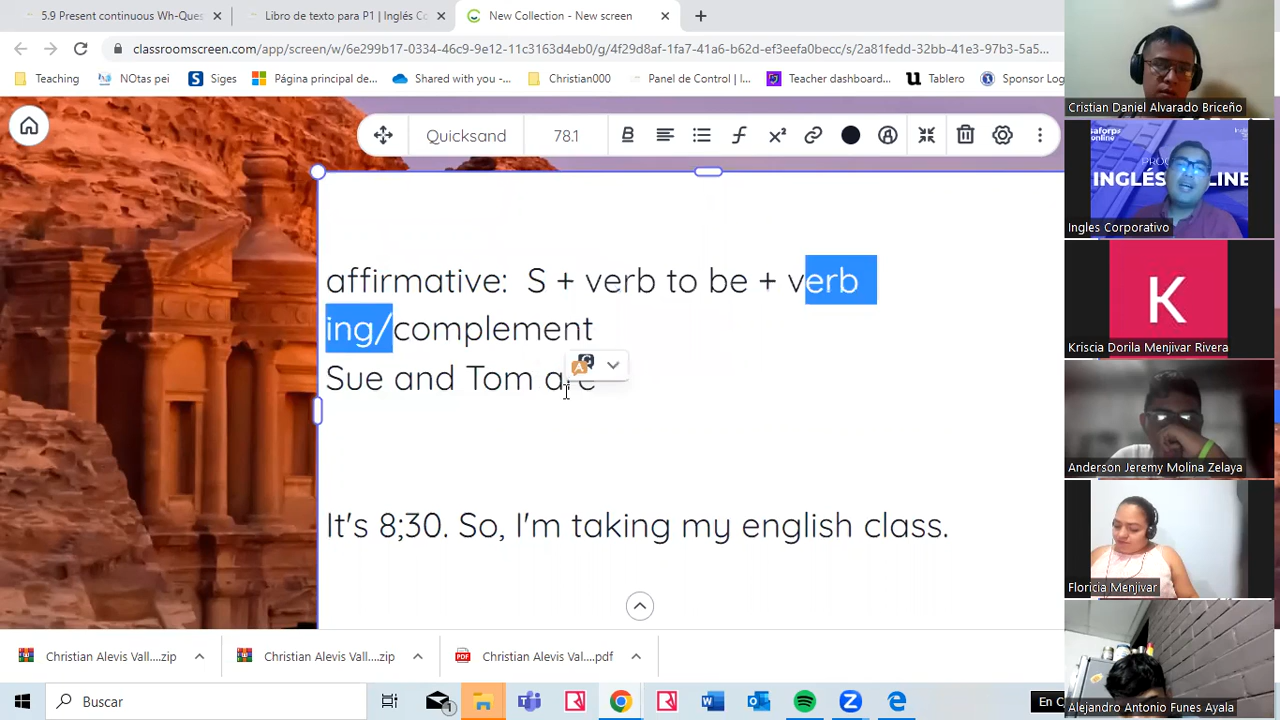 5.9 Present continuous Wh-Ques
Libro de texto para P1 | Inglés Co
New Collection - New screen
classroomscreen.com/app/screen/w/6e299b17-0334-46c9-9e12-11c3163d4eb0/g/4f29d8af-1fa7-41a6-b62d-ef3eefa0becc/s/2a81fedd-32bb-41e3-97b3-5a5...
Teaching NOtas pei Siges Página principal de... Shared with you -... Christian000 Panel de Control | I... Teacher dashboard... Tablero Sponsor Log
Quicksand 78.1
affirmative: S + verb to be + verb
ing/complement
Sue and Tom are
It's 8;30. So, I'm taking my english class.
Cristian Daniel Alvarado Briceño
INGLÉS ONLINE
Ingles Corporativo
K
Kriscia Dorila Menjivar Rivera
Anderson Jeremy Molina Zelaya
Floricia Menjivar
Alejandro Antonio Funes Ayala
Christian Alevis Vall....zip
Christian Alevis Vall....zip
Christian Alevis Val....pdf
Buscar
1